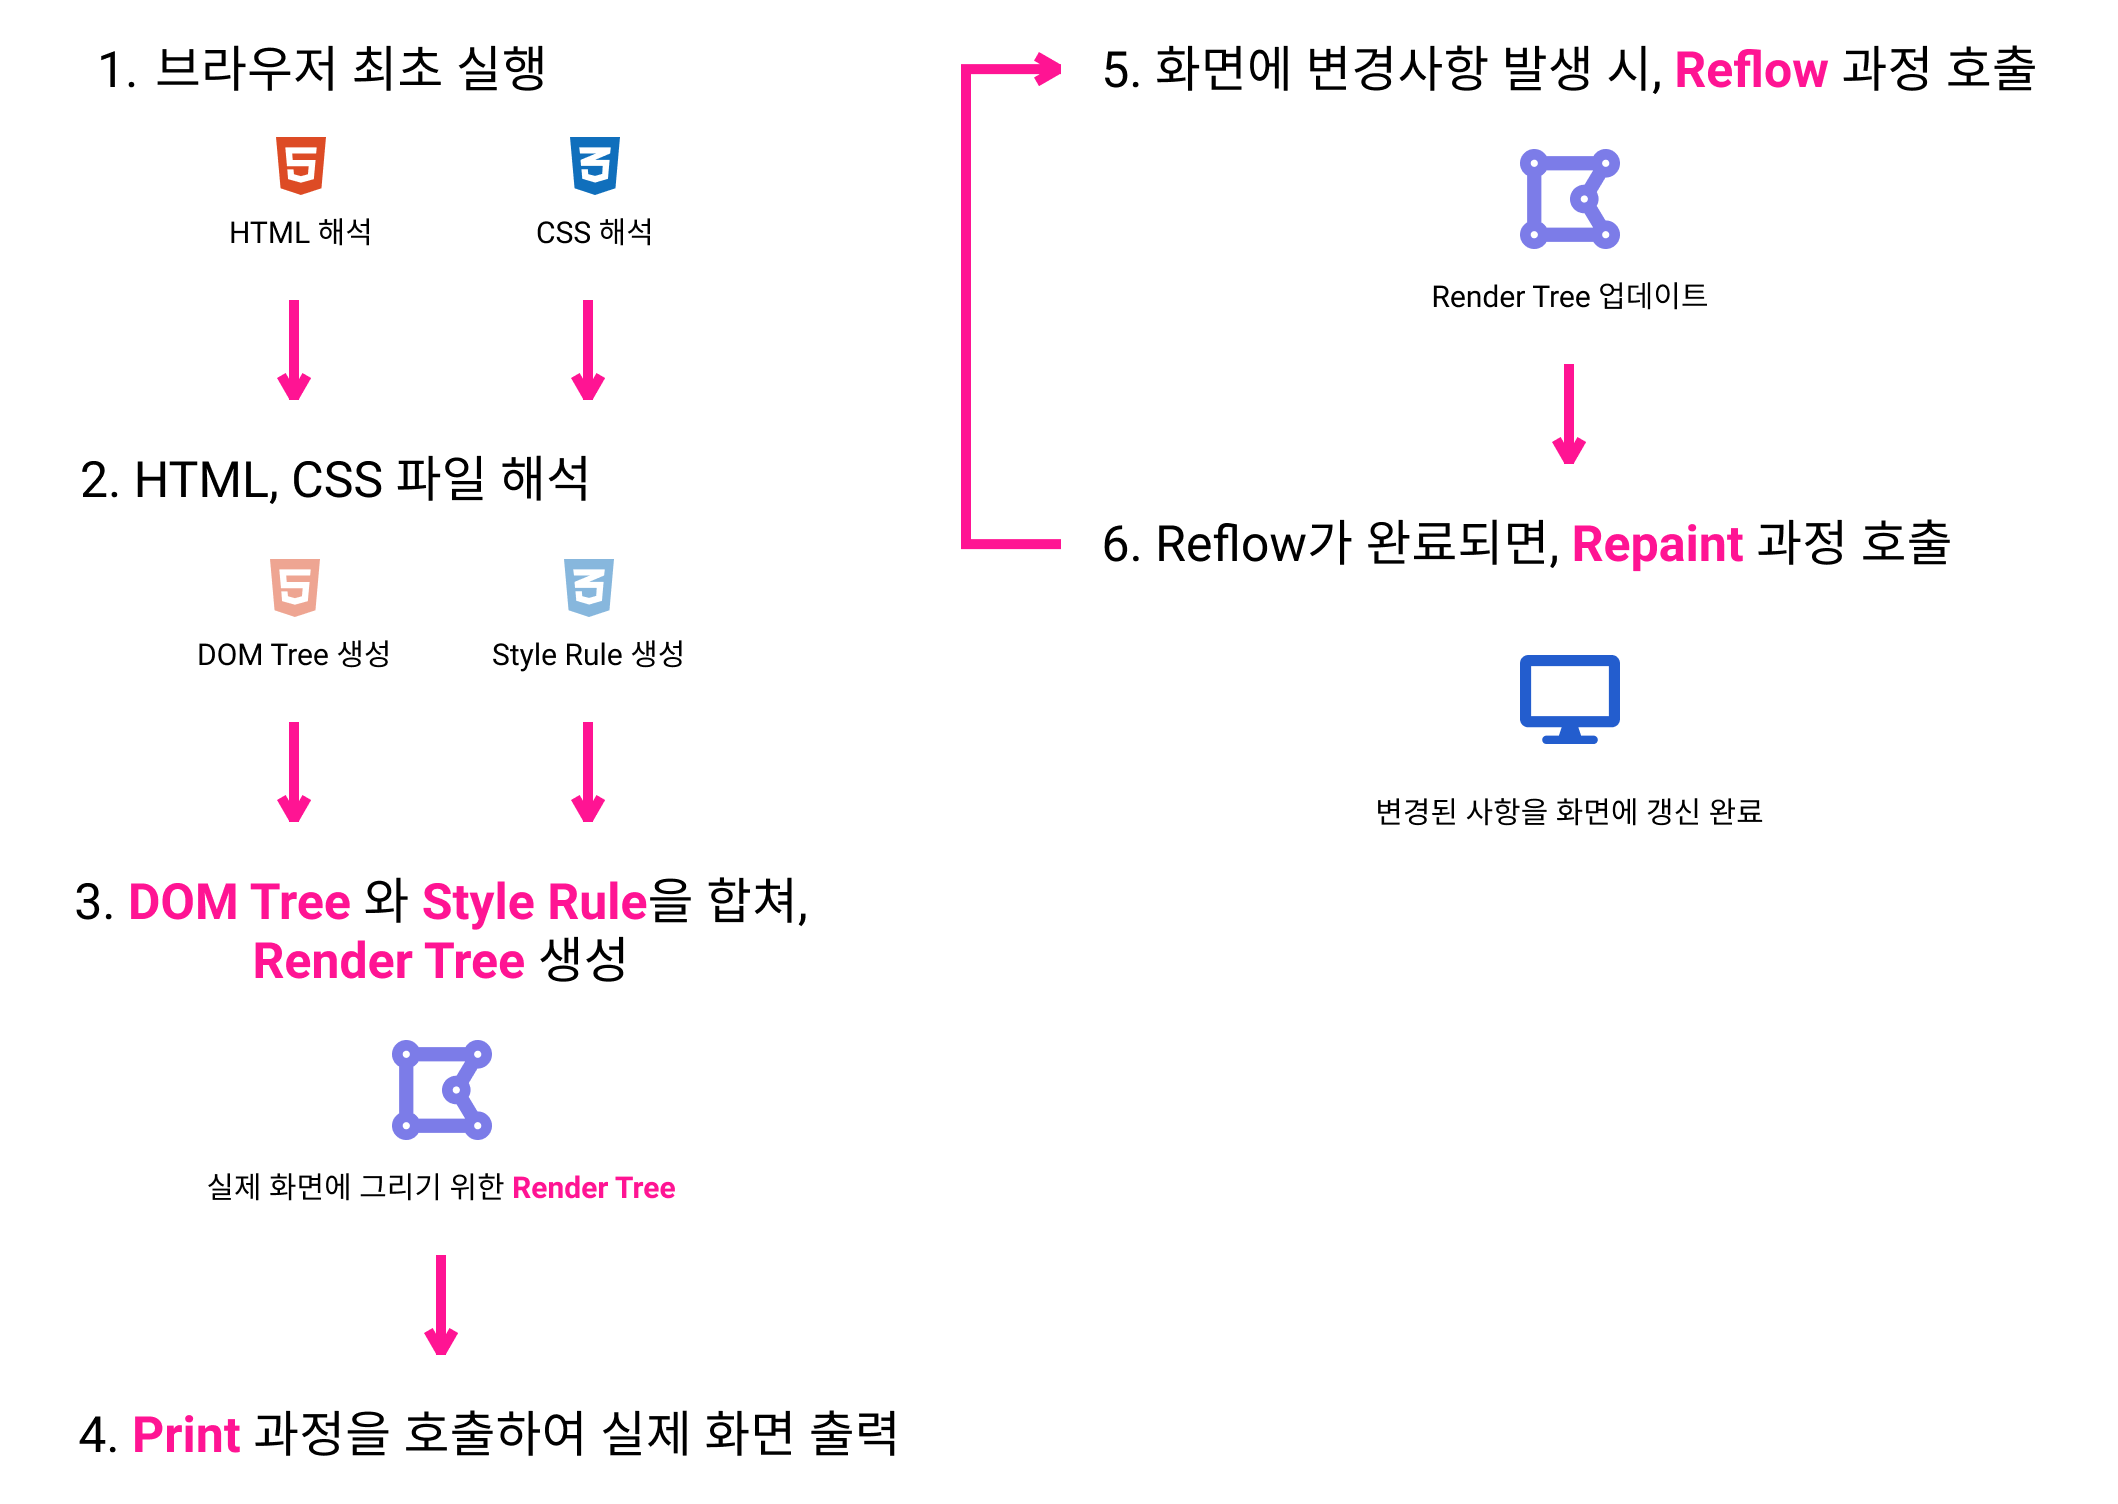 1. 브라우저 최초 실행
HTML 해석
CSS 해석
2. HTML, CSS 파일 해석
DOM Tree 생성
Style Rule 생성
3. DOM Tree 와 Style Rule을 합쳐,
Render Tree 생성
실제 화면에 그리기 위한 Render Tree
4. Print 과정을 호출하여 실제 화면 출력
5. 화면에 변경사항 발생 시, Reflow 과정 호출
Render Tree 업데이트
6. Reflow가 완료되면, Repaint 과정 호출
변경된 사항을 화면에 갱신 완료